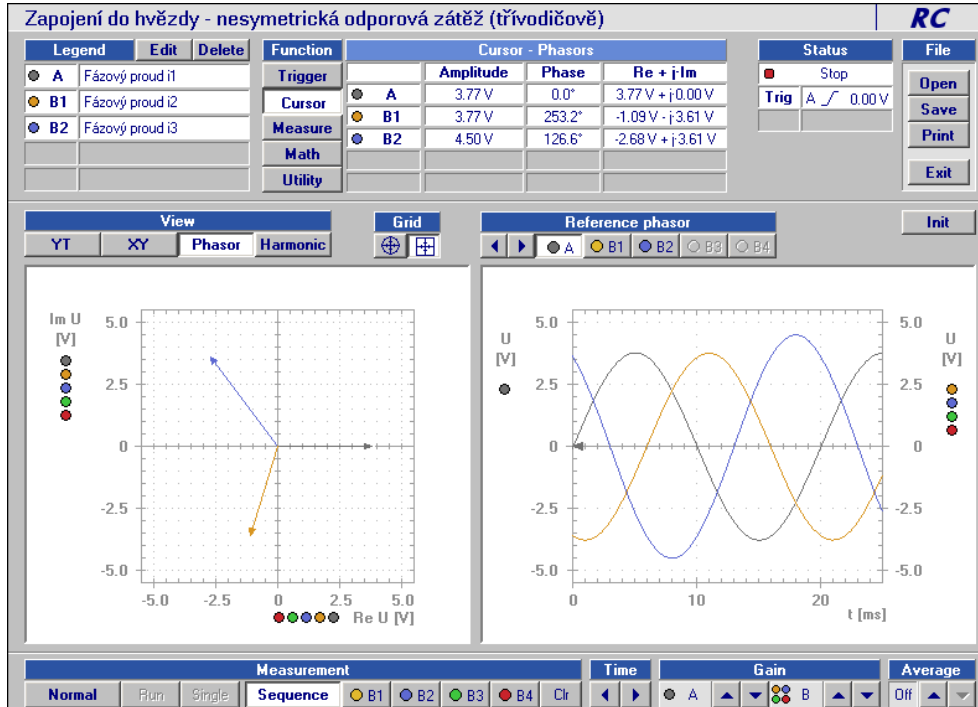 Zapojení do hvězdy - nesymetrická odporová zátěž (třívodičově)
RC
Legend Edit Delete
A Fázový proud i1
B1 Fázový proud i2
B2 Fázový proud i3
Function
Trigger
Cursor
Measure
Math
Utility
Cursor - Phasors
Amplitude Phase Re + j·Im
A 3.77 V 0.0° 3.77 V + j·0.00 V
B1 3.77 V 253.2° -1.09 V - j·3.61 V
B2 4.50 V 126.6° -2.68 V + j·3.61 V
Status
Stop
Trig A 0.00 V
File
Open
Save
Print
Exit
View
YT XY Phasor Harmonic
Grid
Reference phasor
A B1 B2 B3 B4
Init
Im U
[V]
5.0
2.5
0
-2.5
-5.0
-5.0 -2.5 0 2.5 5.0
Re U [V]
U
[V]
5.0
2.5
0
-2.5
-5.0
0 10 20
t [ms]
5.0
2.5
0
-2.5
-5.0
U
[V]
Measurement
Normal Run Single Sequence B1 B2 B3 B4 Clr
Time
Gain
A B
Average
Off